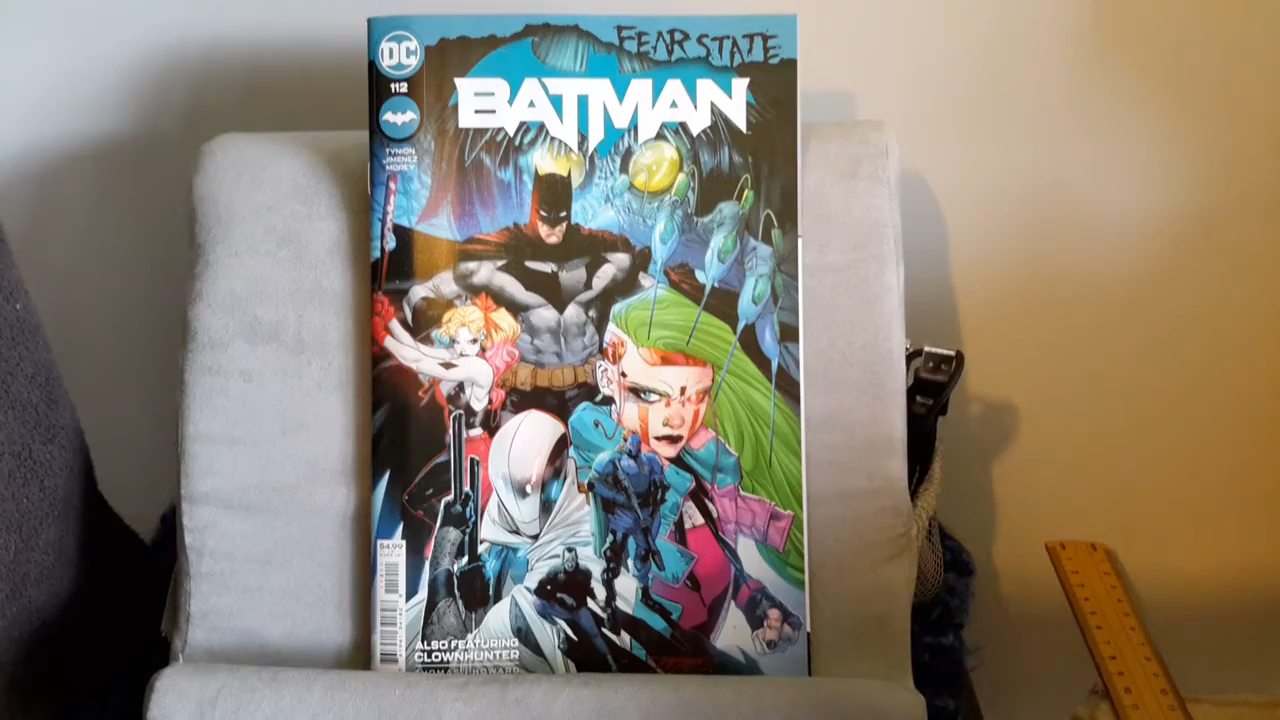 FEAR STATE
DC
BATMAN
112
TYNION
JIMENEZ
MOREY
$4.99
ALSO FEATURING
CLOWNHUNTER